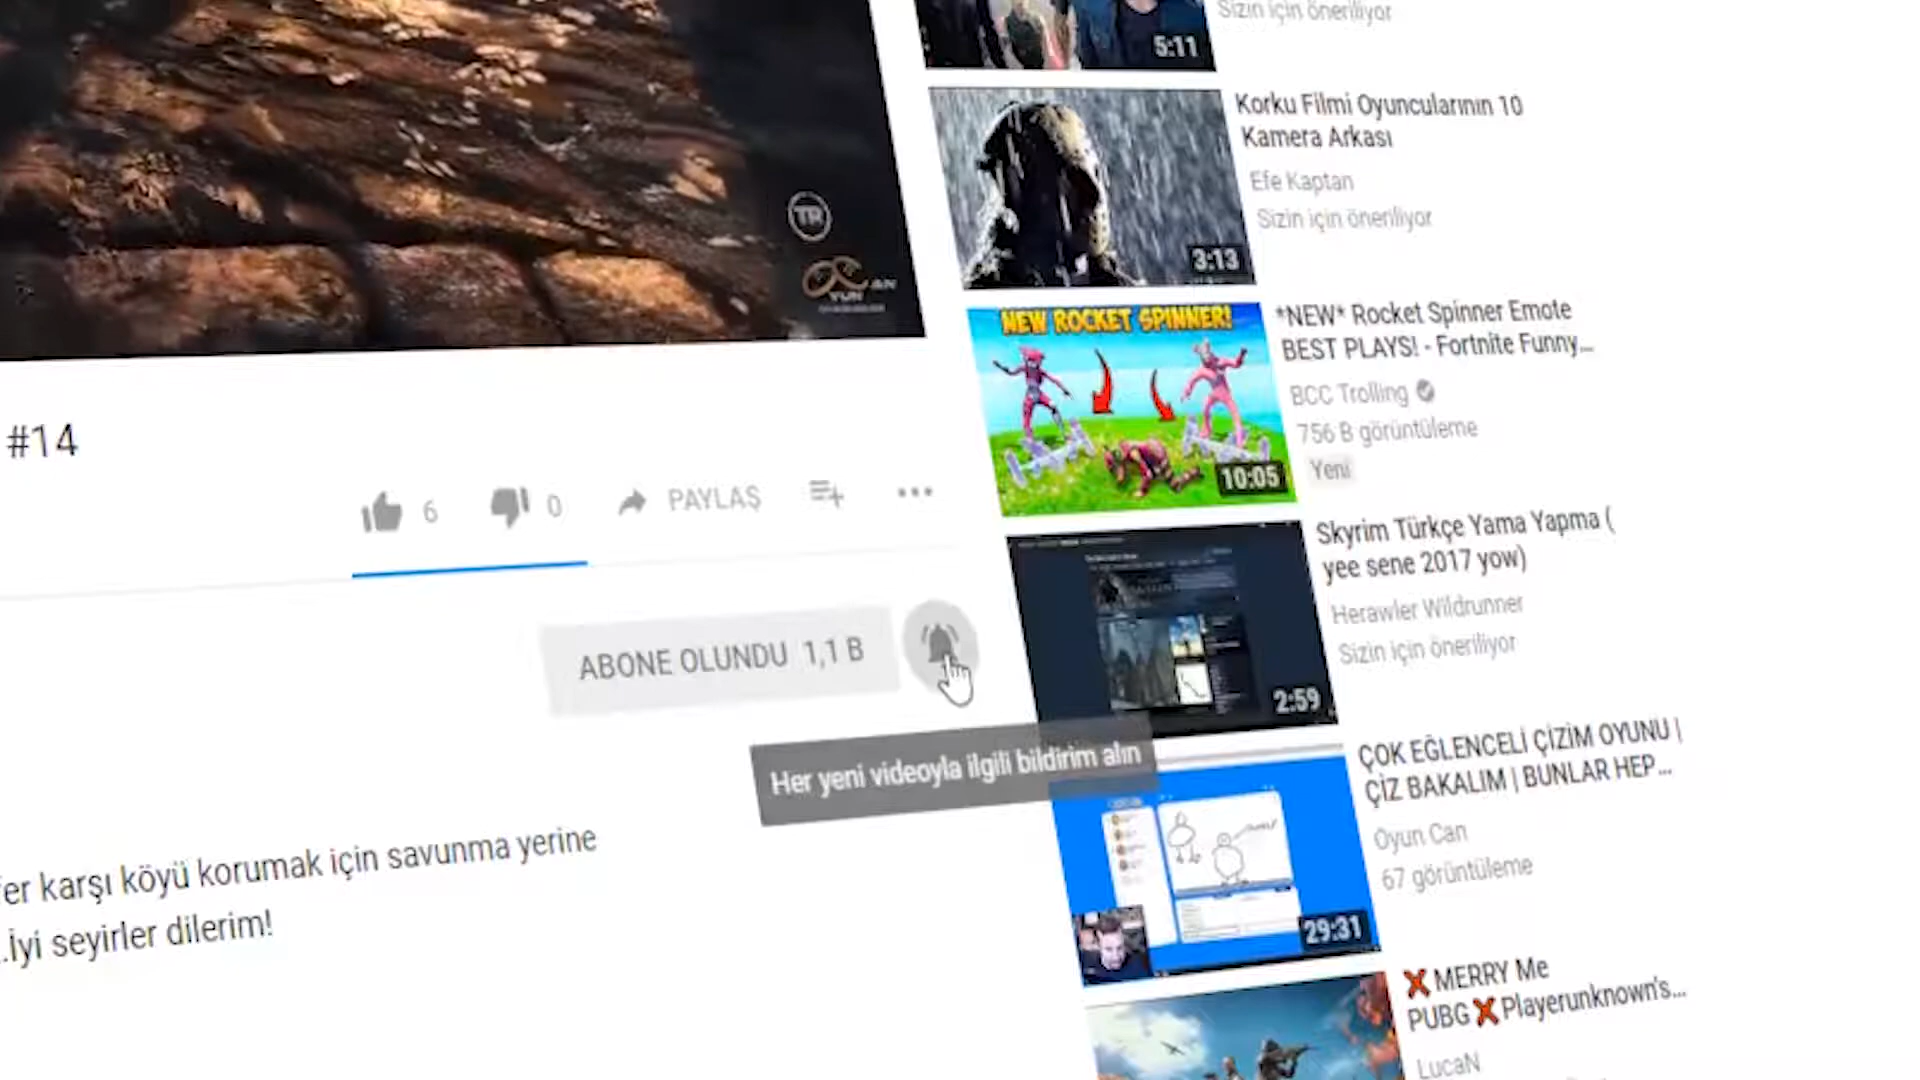 TR
YUN
AN
#14
6
0
PAYLAŞ
ABONE OLUNDU 1,1 B
Her yeni videoyla ilgili bildirim alın
fer karşı köyü korumak için savunma yerine
.İyi seyirler dilerim!
Sizin için öneriliyor
5:11
Korku Filmi Oyuncularının 10
Kamera Arkası
Efe Kaptan
Sizin için öneriliyor
3:13
NEW ROCKET SPINNER!
10:05
*NEW* Rocket Spinner Emote
BEST PLAYS! - Fortnite Funny...
BCC Trolling
756 B görüntüleme
Yeni
2:59
Skyrim Türkçe Yama Yapma (
yee sene 2017 yow)
Herawler Wildrunner
Sizin için öneriliyor
29:31
ÇOK EĞLENCELİ ÇİZİM OYUNU |
ÇİZ BAKALIM | BUNLAR HEP...
Oyun Can
67 görüntüleme
❌MERRY Me
PUBG❌Playerunknown's...
LucaN